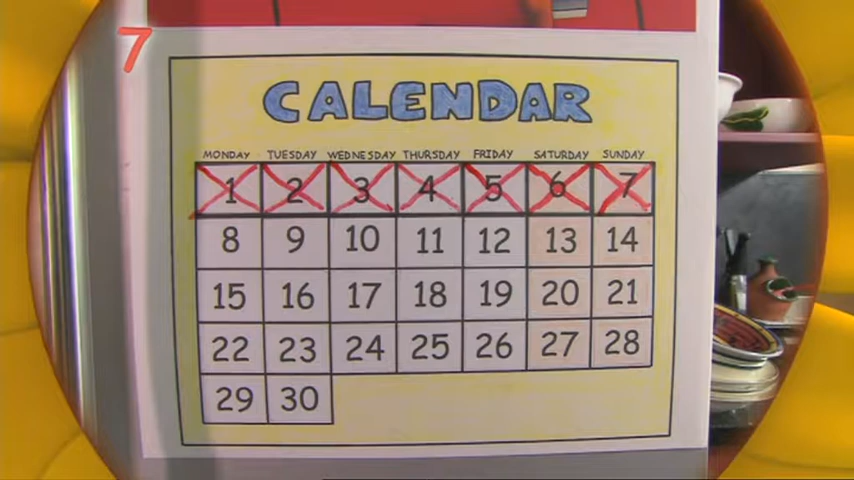 7
CALENDAR
MONDAY TUESDAY WEDNESDAY THURSDAY FRIDAY SATURDAY SUNDAY
1 2 3 4 5 6 7
8 9 10 11 12 13 14
15 16 17 18 19 20 21
22 23 24 25 26 27 28
29 30